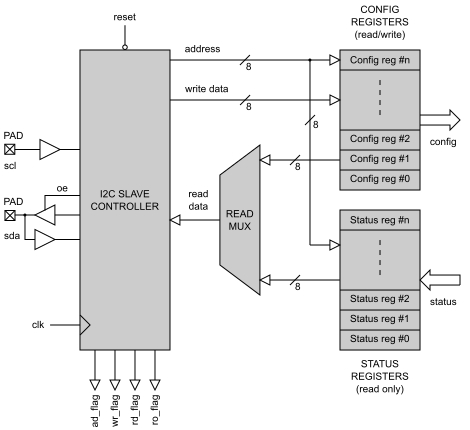 reset
CONFIG
REGISTERS
(read/write)
address
8
Config reg #n
write data
8
8
Config reg #2
config
PAD
scl
Config reg #1
8
Config reg #0
oe
I2C SLAVE
CONTROLLER
read
data
READ
MUX
PAD
sda
Status reg #n
8
status
Status reg #2
clk
Status reg #1
Status reg #0
STATUS
REGISTERS
(read only)
ad_flag
wr_flag
rd_flag
ro_flag